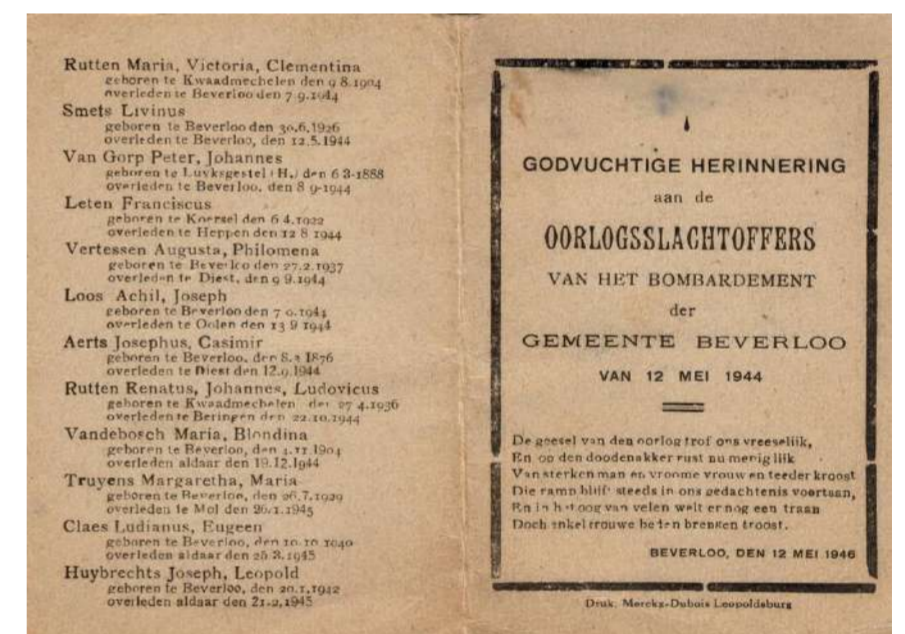 Rutten Maria, Victoria, Clementina
geboren te Kwaadmechelen den 9 8.1904
overleden te Beverloo den 7.9.1944
Smets Livinus
geboren te Beverloo den 30.6.1926
overleden te Beverloo, den 12.5.1944
Van Gorp Peter, Johannes
geboren te Luyksgestel (H.) den 6 3-1888
overleden te Beverloo, den 8 9-1944
Leten Franciscus
geboren te Koersel den 6 4.1922
overleden te Heppen den 12 8 1944
Vertessen Augusta, Philomena
geboren te Beverloo den 27.2.1937
overleden te Diest, den 9 9.1944
Loos Achil, Joseph
geboren te Beverloo den 7 9.1944
overleden te Oolen den 13 9 1944
Aerts Josephus, Casimir
geboren te Beverloo, den 8. 1876
overleden te Diest den 12.9.1944
Rutten Renatus, Johannes, Ludovicus
geboren te Kwaadmechelen den 27 4.1936
overleden te Beringen den 22.10.1944
Vandebosch Maria, Blondina
geboren te Beverloo, den 4.11.1904
overleden aldaar den 19.12.1944
Truyens Margaretha, Maria
geboren te Beverloo, den 26.7.1929
overleden te Mol den 26.1.1945
Claes Ludianus, Eugeen
geboren te Beverloo, den 10.10 1940
overleden aldaar den 25 3.1945
Huybrechts Joseph, Leopold
geboren te Beverloo, den 20.1.1942
overleden aldaar den 21.2.1945
GODVUCHTIGE HERINNERING
aan de
OORLOGSSLACHTOFFERS
VAN HET BOMBARDEMENT
der
GEMEENTE BEVERLOO
VAN 12 MEI 1944
De geesel van den oorlog trof ons vreeselijk,
En op den doodenakker rust nu menig lijk
Van sterken man en vrome vrouw en teeder kroost
Die ramp blijft steeds in ons gedachtenis voortaan,
En in het oog van velen welt er nog een traan
Doch enkel trouwe beden brengen troost.
BEVERLOO, DEN 12 MEI 1946
Druk. Merckx-Dubois Leopoldsburg